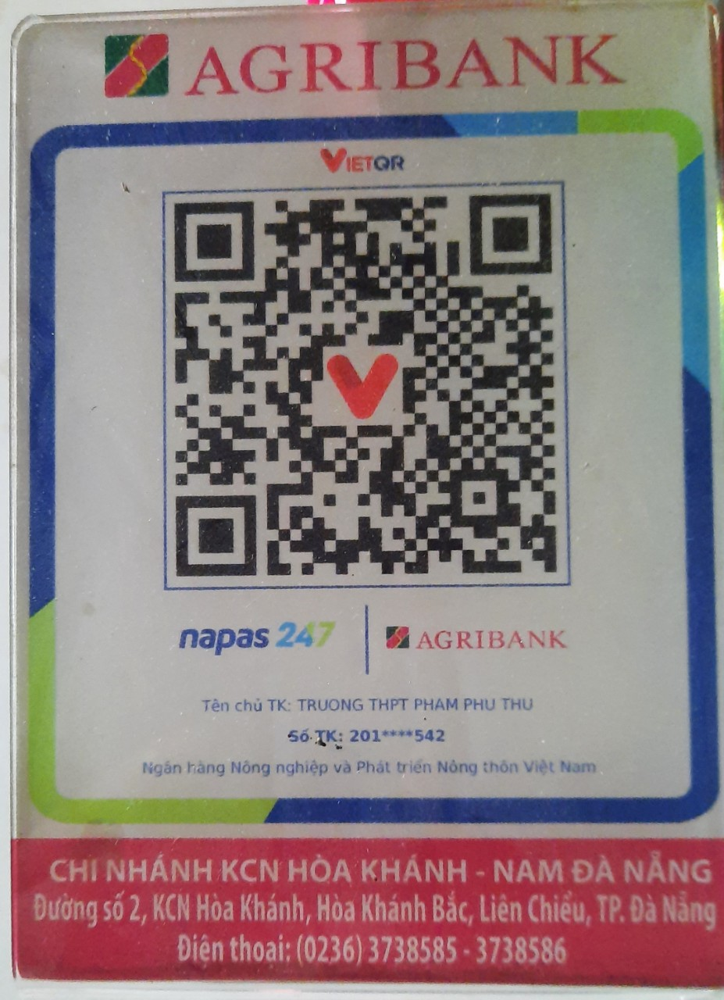 AGRIBANK
VIETQR
napas 247
AGRIBANK
Tên chủ TK: TRUONG THPT PHAM PHU THU
Số TK: 201****542
Ngân hàng Nông nghiệp và Phát triển Nông thôn Việt Nam
CHI NHÁNH KCN HÒA KHÁNH - NAM ĐÀ NẴNG
Đường số 2, KCN Hòa Khánh, Hòa Khánh Bắc, Liên Chiểu, TP. Đà Nẵng
Điện thoai: (0236) 3738585 - 3738586